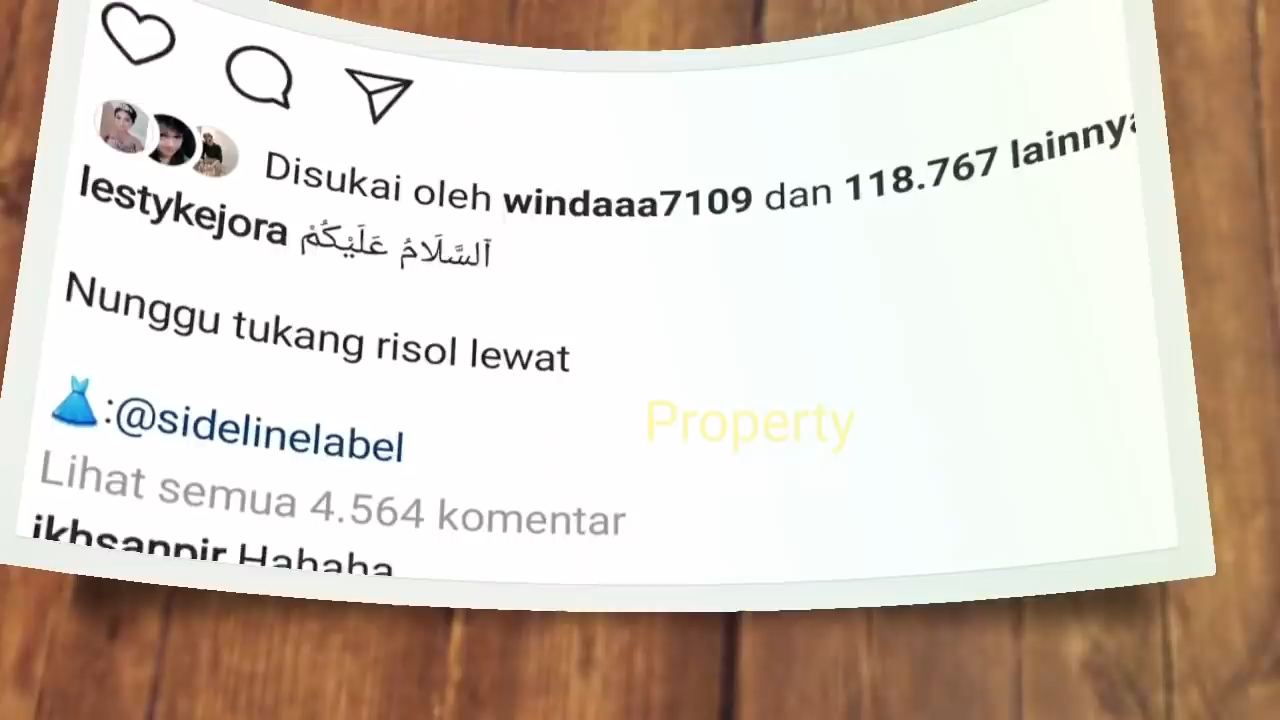 Disukai oleh windaaa7109 dan 118.767 lainnya
lestykejora اَلسَّلَامُ عَلَيْكُمْ
Nunggu tukang risol lewat
👗:@sidelinelabel
Property
Lihat semua 4.564 komentar
ikhsannir Hahaha